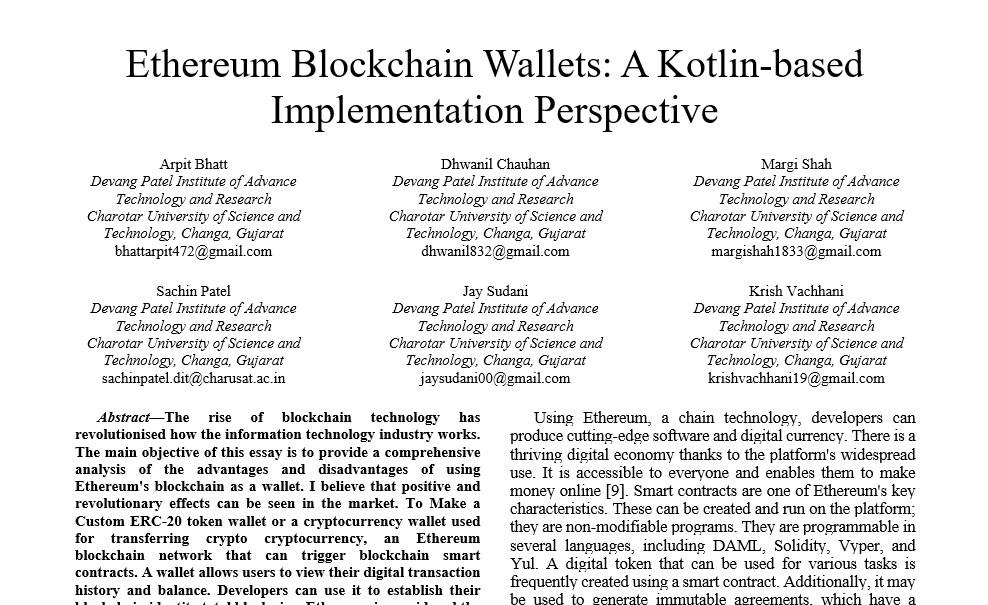 Ethereum Blockchain Wallets: A Kotlin-based
Implementation Perspective
Arpit Bhatt
Devang Patel Institute of Advance
Technology and Research
Charotar University of Science and
Technology, Changa, Gujarat
bhattarpit472@gmail.com
Dhwanil Chauhan
Devang Patel Institute of Advance
Technology and Research
Charotar University of Science and
Technology, Changa, Gujarat
dhwanil832@gmail.com
Margi Shah
Devang Patel Institute of Advance
Technology and Research
Charotar University of Science and
Technology, Changa, Gujarat
margishah1833@gmail.com
Sachin Patel
Devang Patel Institute of Advance
Technology and Research
Charotar University of Science and
Technology, Changa, Gujarat
sachinpatel.dit@charusat.ac.in
Jay Sudani
Devang Patel Institute of Advance
Technology and Research
Charotar University of Science and
Technology, Changa, Gujarat
jaysudani00@gmail.com
Krish Vachhani
Devang Patel Institute of Advance
Technology and Research
Charotar University of Science and
Technology, Changa, Gujarat
krishvachhani19@gmail.com
Abstract—The rise of blockchain technology has
revolutionised how the information technology industry works.
The main objective of this essay is to provide a comprehensive
analysis of the advantages and disadvantages of using
Ethereum's blockchain as a wallet. I believe that positive and
revolutionary effects can be seen in the market. To Make a
Custom ERC-20 token wallet or a cryptocurrency wallet used
for transferring crypto cryptocurrency, an Ethereum
blockchain network that can trigger blockchain smart
contracts. A wallet allows users to view their digital transaction
history and balance. Developers can use it to establish their
Using Ethereum, a chain technology, developers can
produce cutting-edge software and digital currency. There is a
thriving digital economy thanks to the platform's widespread
use. It is accessible to everyone and enables them to make
money online [9]. Smart contracts are one of Ethereum's key
characteristics. These can be created and run on the platform;
they are non-modifiable programs. They are programmable in
several languages, including DAML, Solidity, Vyper, and
Yul. A digital token that can be used for various tasks is
frequently created using a smart contract. Additionally, it may
be used to generate immutable agreements, which have a